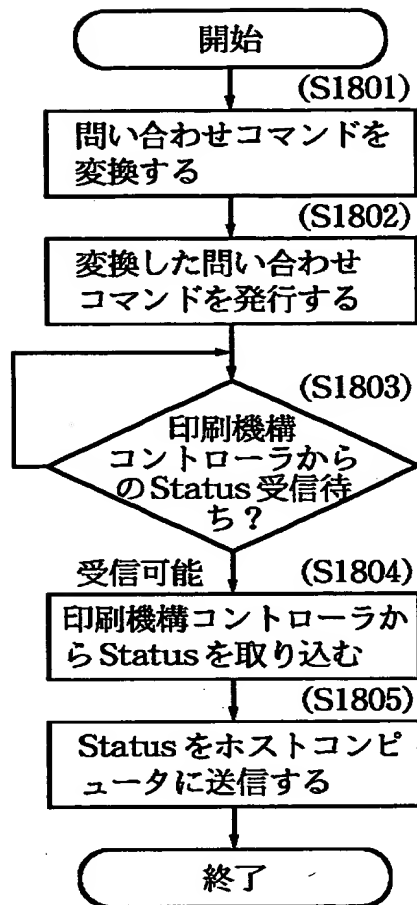 開始
(S1801)
問い合わせコマンドを
変換する
(S1802)
変換した問い合わせ
コマンドを発行する
(S1803)
印刷機構
コントローラから
のStatus受信待
ち？
受信可能
(S1804)
印刷機構コントローラか
らStatusを取り込む
(S1805)
Statusをホストコンピ
ュータに送信する
終了